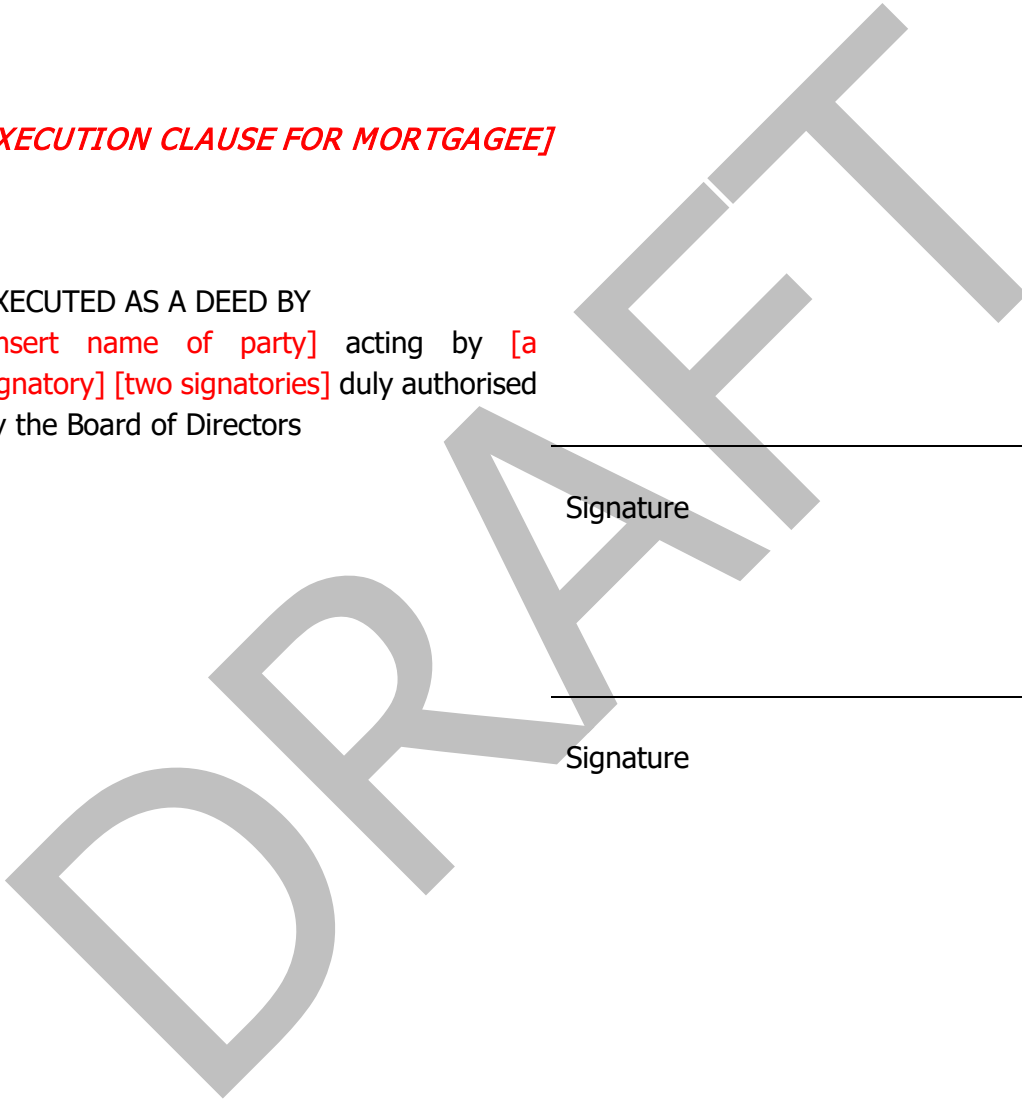 XECUTION CLAUSE FOR MORTGAGEE]
XECUTED AS A DEED BY
nsert name of party] acting by [a
gnatory] [two signatories] duly authorised
y the Board of Directors
Signature
Signature
DRAFT